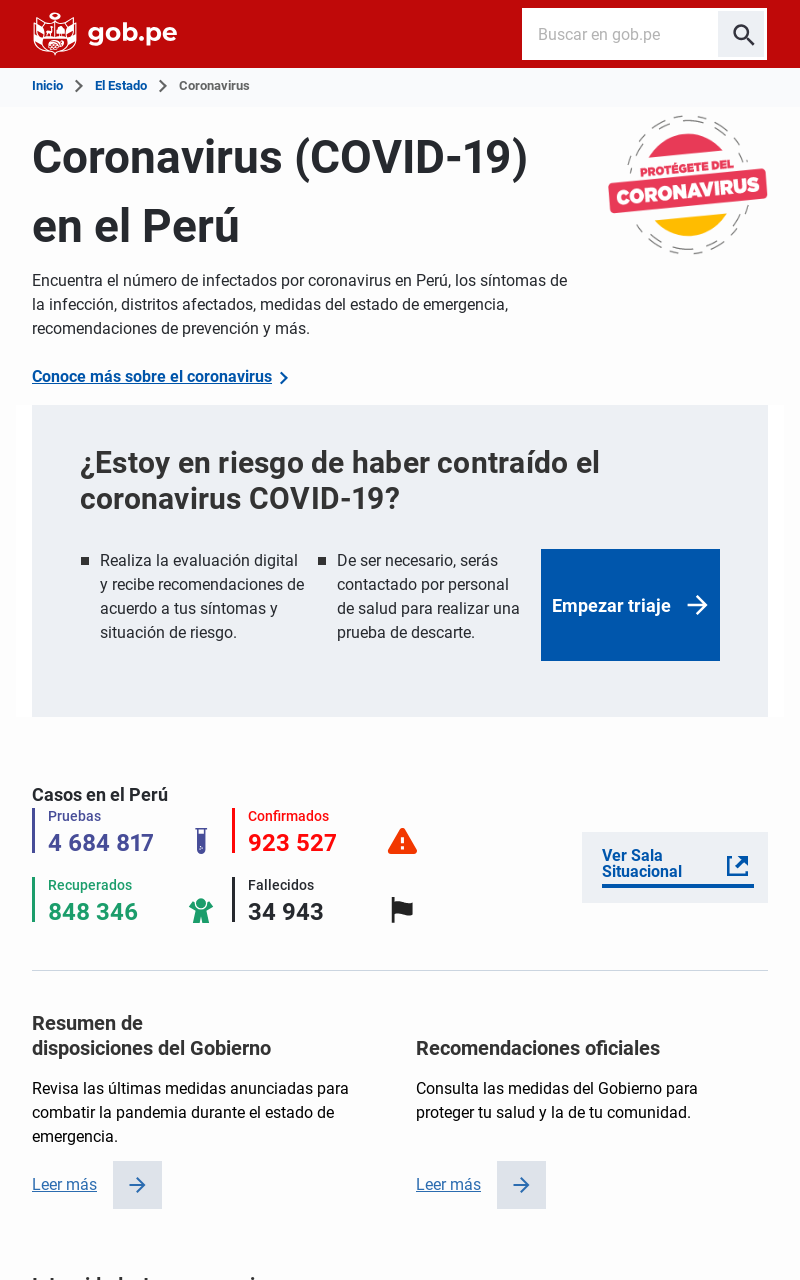 gob.pe
Buscar en gob.pe
Inicio
El Estado
Coronavirus
Coronavirus (COVID-19)
en el Perú
PROTÉGETE DEL
CORONAVIRUS
Encuentra el número de infectados por coronavirus en Perú, los síntomas de
la infección, distritos afectados, medidas del estado de emergencia,
recomendaciones de prevención y más.
Conoce más sobre el coronavirus
¿Estoy en riesgo de haber contraído el
coronavirus COVID-19?
Realiza la evaluación digital
y recibe recomendaciones de
acuerdo a tus síntomas y
situación de riesgo.
De ser necesario, serás
contactado por personal
de salud para realizar una
prueba de descarte.
Empezar triaje
Casos en el Perú
Pruebas
4 684 817
Confirmados
923 527
Recuperados
848 346
Fallecidos
34 943
Ver Sala
Situacional
Resumen de
disposiciones del Gobierno
Revisa las últimas medidas anunciadas para
combatir la pandemia durante el estado de
emergencia.
Leer más
Recomendaciones oficiales
Consulta las medidas del Gobierno para
proteger tu salud y la de tu comunidad.
Leer más